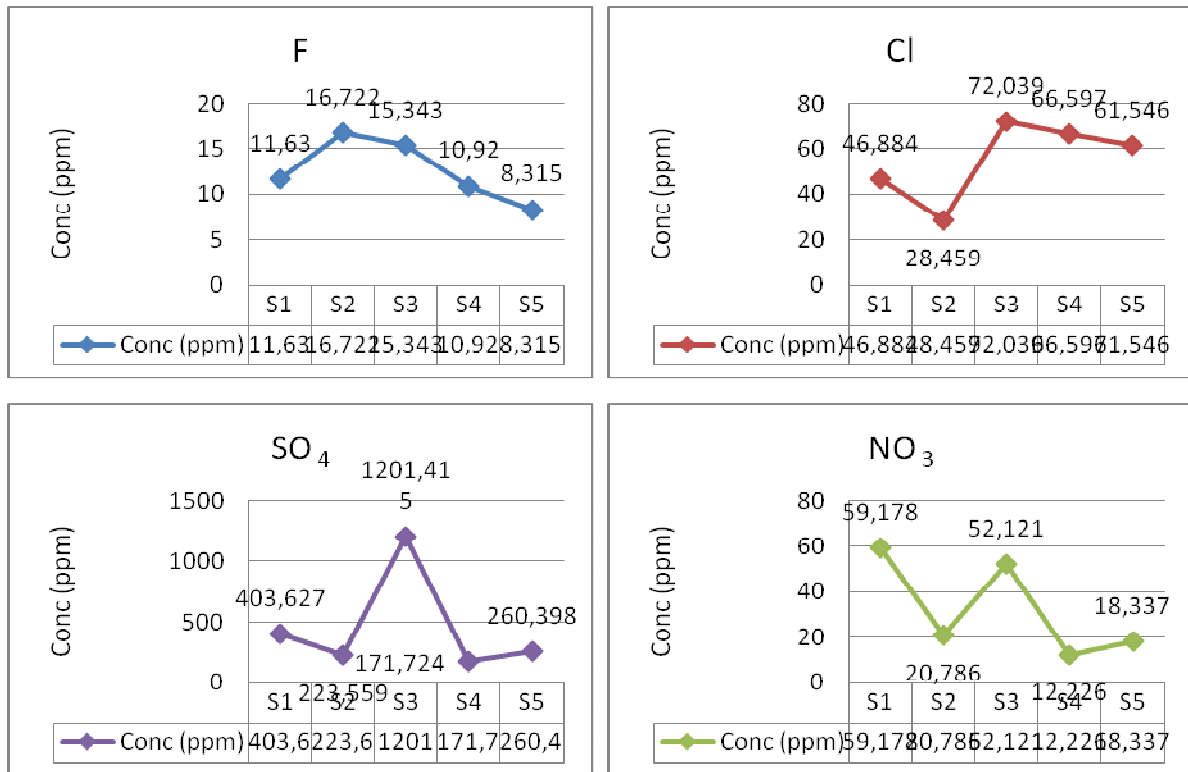 F
Conc (ppm)
20
15
10
5
0
11,63
16,722
15,343
10,92
8,315
S1 S2 S3 S4 S5
Conc (ppm) 11,63 16,722 15,343 10,92 8,315
Cl
Conc (ppm)
80
60
40
20
0
46,884
28,459
72,039
66,597
61,546
S1 S2 S3 S4 S5
Conc (ppm) 46,884 28,459 72,039 66,597 61,546
SO 4
Conc (ppm)
1500
1000
500
0
403,627
223,559
1201,41
5
171,724
260,398
S1 S2 S3 S4 S5
Conc (ppm) 403,6 223,6 1201 171,7 260,4
NO 3
Conc (ppm)
80
60
40
20
0
59,178
20,786
52,121
12,226
18,337
S1 S2 S3 S4 S5
Conc (ppm) 59,178 20,786 52,121 12,226 18,337